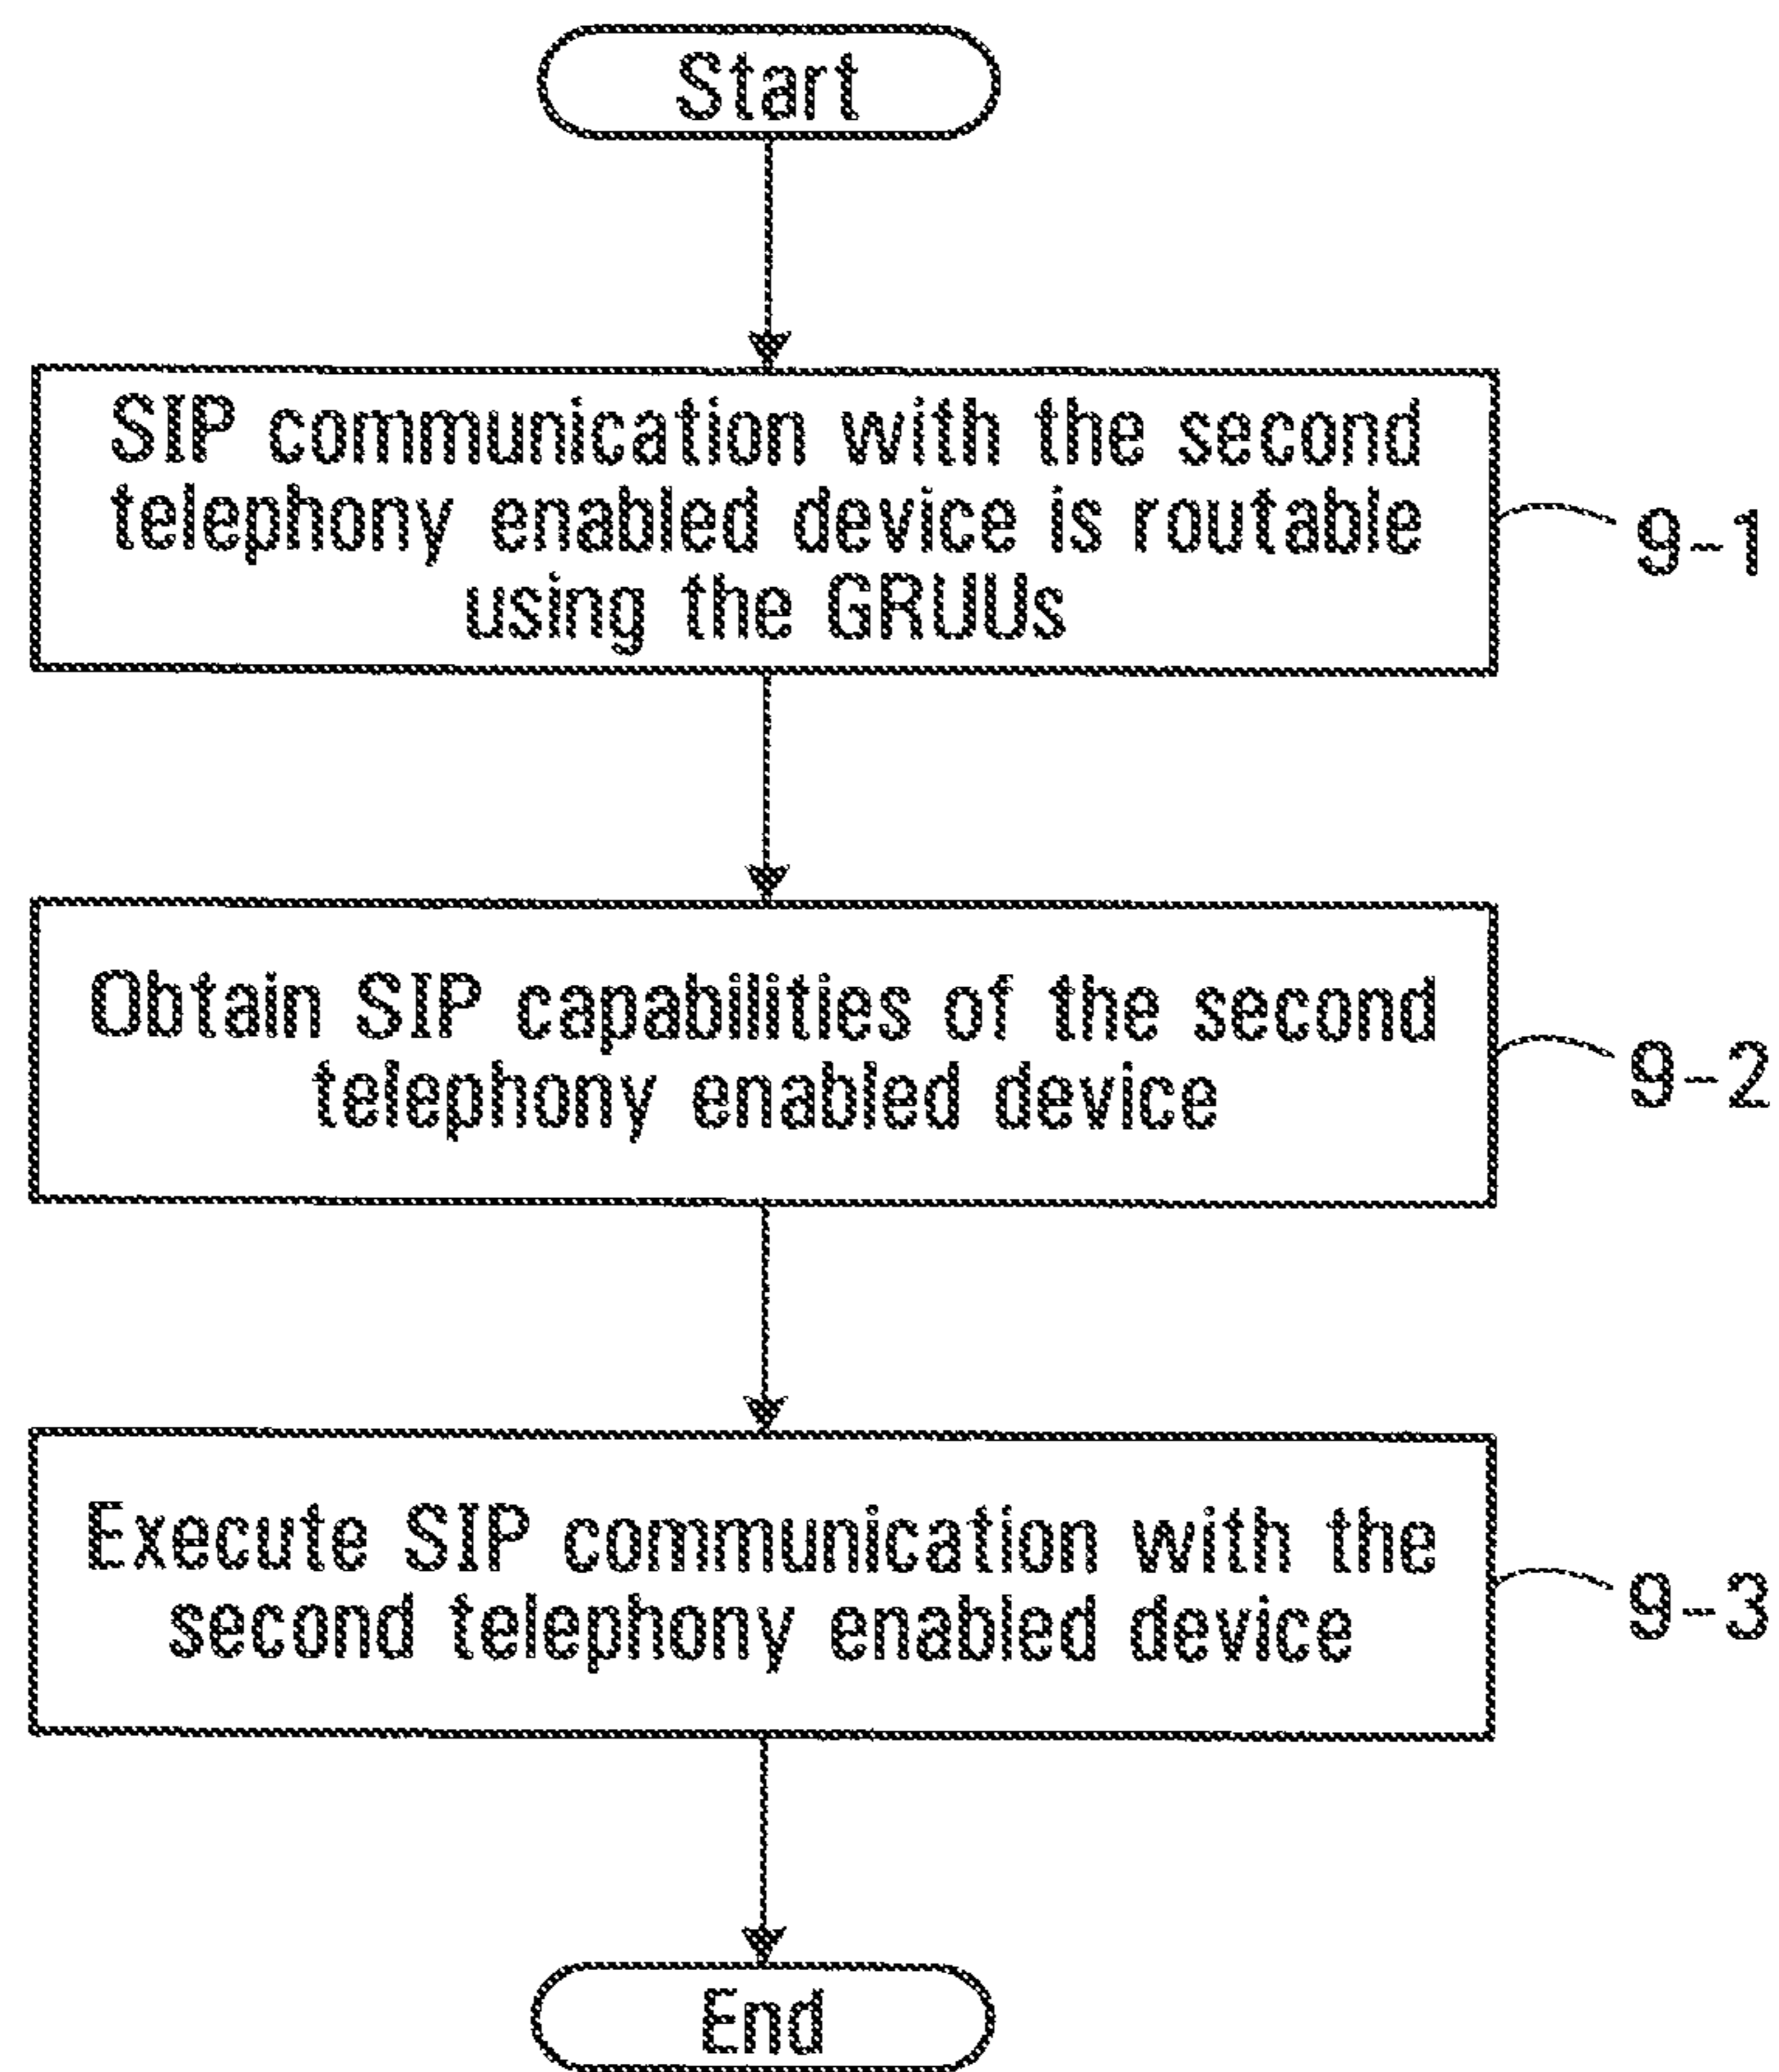 Start
SIP communication with the second
telephony enabled device is routable
using the GRUUs
9-1
Obtain SIP capabilities of the second
telephony enabled device
9-2
Execute SIP communication with the
second telephony enabled device
9-3
End